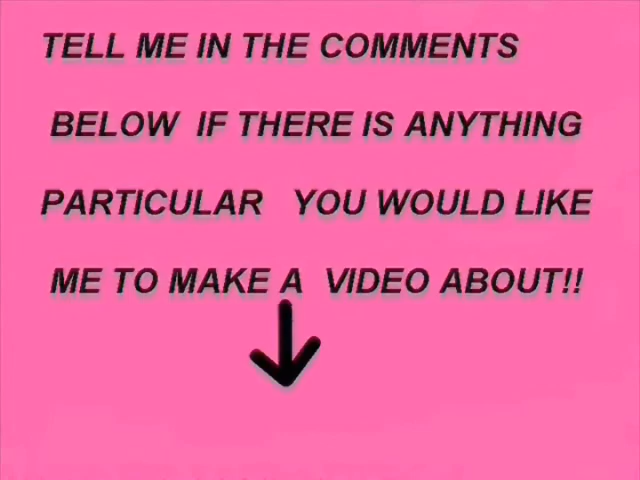 TELL ME IN THE COMMENTS
BELOW IF THERE IS ANYTHING
PARTICULAR YOU WOULD LIKE
ME TO MAKE A VIDEO ABOUT!!